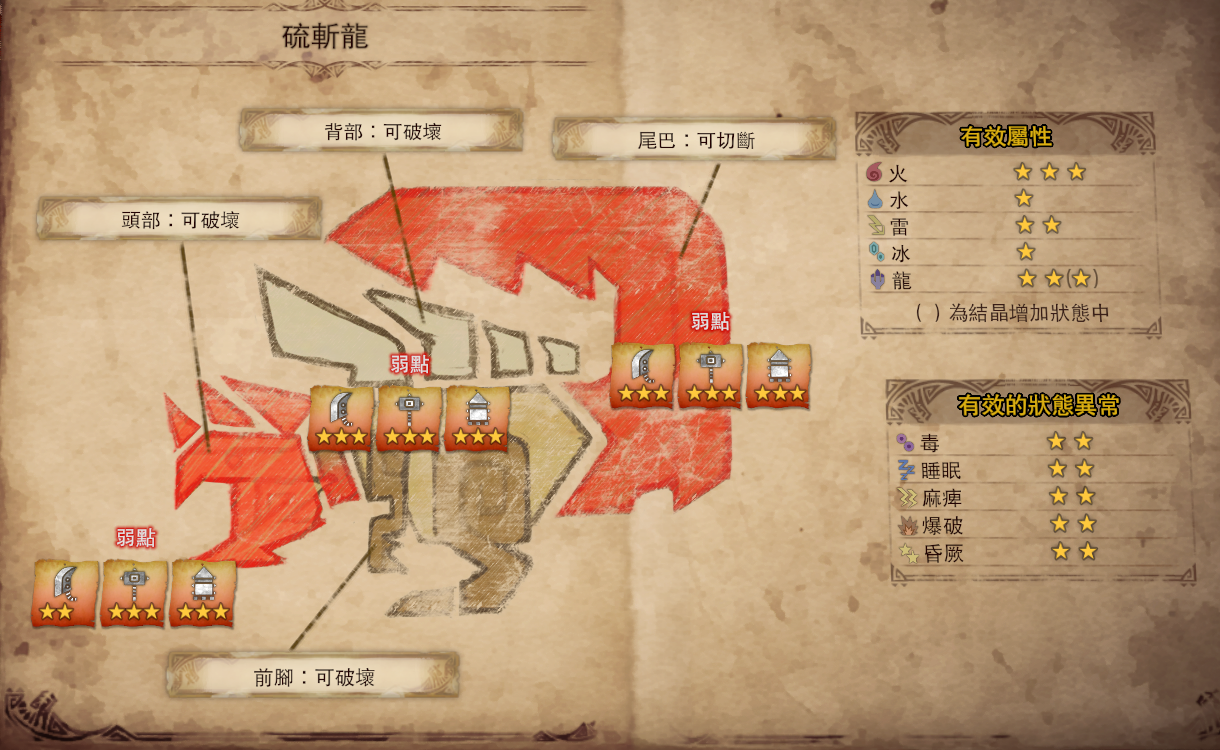 硫斬龍
背部：可破壞
尾巴：可切斷
頭部：可破壞
有效屬性
火
水
雷
冰
龍 ( )
( ) 為結晶增加狀態中
弱點
弱點
有效的狀態異常
毒
睡眠
麻痺
爆破
昏厥
弱點
前腳：可破壞